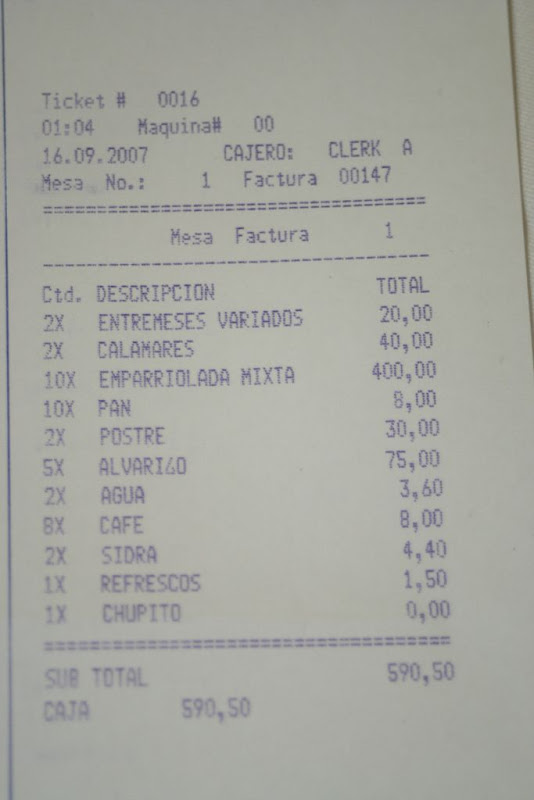 Ticket # 0016
01:04 Maquina# 00
16.09.2007 CAJERO: CLERK A
Mesa No.: 1 Factura 00147
====================================
Mesa Factura 1
------------------------------------
Ctd. DESCRIPCION TOTAL
2X ENTREMESES VARIADOS 20,00
2X CALAMARES 40,00
10X EMPARRIOLADA MIXTA 400,00
10X PAN 8,00
2X POSTRE 30,00
5X ALVARIñO 75,00
2X AGUA 3,60
8X CAFE 8,00
2X SIDRA 4,40
1X REFRESCOS 1,50
1X CHUPITO 0,00
====================================
SUB TOTAL 590,50
CAJA 590,50